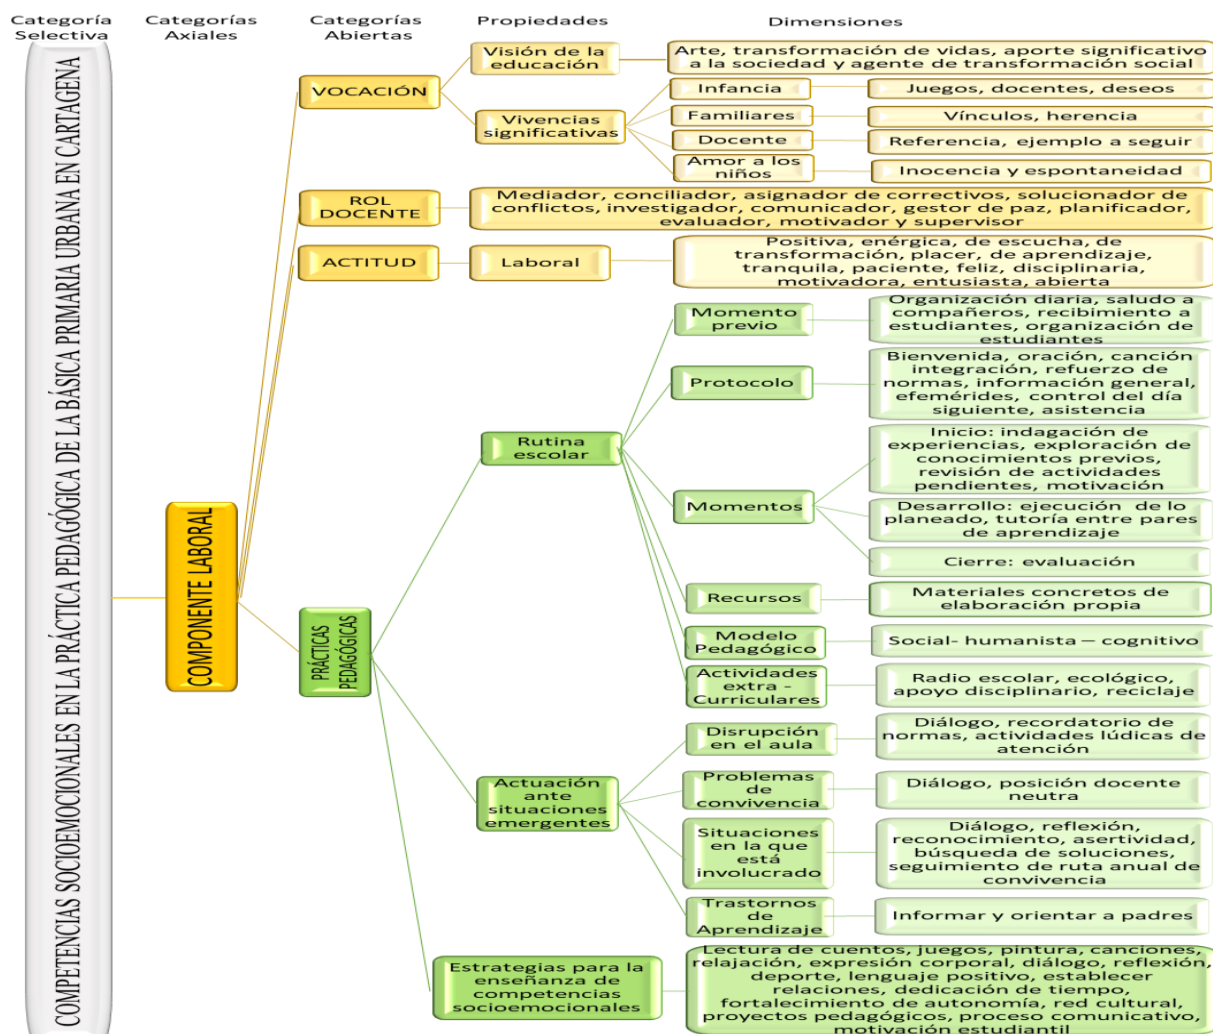 Categoría
Selectiva
Categorías
Axiales
Categorías
Abiertas
Propiedades
Dimensiones
COMPETENCIAS SOCIOEMOCIONALES EN LA PRÁCTICA PEDAGÓGICA DE LA BÁSICA PRIMARIA URBANA EN CARTAGENA
COMPONENTE LABORAL
VOCACIÓN
Visión de la
educación
Arte, transformación de vidas, aporte significativo
a la sociedad y agente de transformación social
Vivencias
significativas
Infancia
Juegos, docentes, deseos
Familiares
Vínculos, herencia
Docente
Referencia, ejemplo a seguir
Amor a los
niños
Inocencia y espontaneidad
ROL
DOCENTE
Mediador, conciliador, asignador de correctivos, solucionador de
conflictos, investigador, comunicador, gestor de paz, planificador,
evaluador, motivador y supervisor
ACTITUD
Laboral
Positiva, enérgica, de escucha, de
transformación, placer, de aprendizaje,
tranquila, paciente, feliz, disciplinaria,
motivadora, entusiasta, abierta
PRÁCTICAS
PEDAGÓGICAS
Rutina
escolar
Momento
previo
Organización diaria, saludo a
compañeros, recibimiento a
estudiantes, organización de
estudiantes
Protocolo
Bienvenida, oración, canción
integración, refuerzo de
normas, información general,
efemérides, control del día
siguiente, asistencia
Momentos
Inicio: indagación de
experiencias, exploración de
conocimientos previos,
revisión de actividades
pendientes, motivación
Desarrollo: ejecución de lo
planeado, tutoría entre pares
de aprendizaje
Cierre: evaluación
Recursos
Materiales concretos de
elaboración propia
Modelo
Pedagógico
Social- humanista – cognitivo
Actividades
extra -
Curriculares
Radio escolar, ecológico,
apoyo disciplinario, reciclaje
Actuación
ante
situaciones
emergentes
Disrupción
en el aula
Diálogo, recordatorio de
normas, actividades lúdicas de
atención
Problemas
de
convivencia
Diálogo, posición docente
neutra
Situaciones
en la que
está
involucrado
Diálogo, reflexión,
reconocimiento, asertividad,
búsqueda de soluciones,
seguimiento de ruta anual de
convivencia
Trastornos
de
Aprendizaje
Informar y orientar a padres
Estrategias para la
enseñanza de
competencias
socioemocionales
Lectura de cuentos, juegos, pintura, canciones,
relajación, expresión corporal, diálogo, reflexión,
deporte, lenguaje positivo, establecer
relaciones, dedicación de tiempo,
fortalecimiento de autonomía, red cultural,
proyectos pedagógicos, proceso comunicativo,
motivación estudiantil